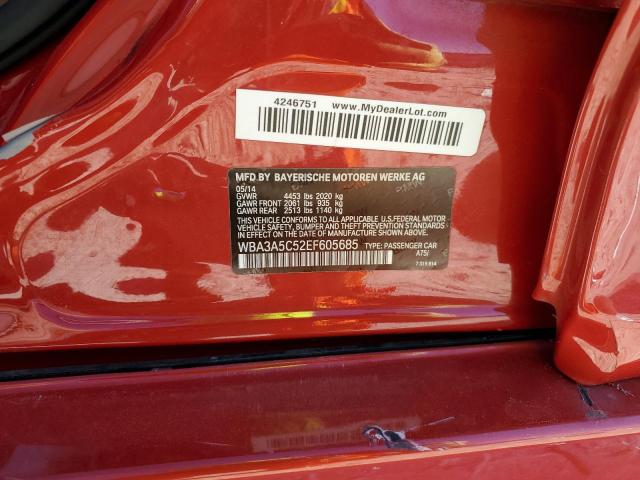 4246751 www.MyDealerLot.com
MFD BY BAYERISCHE MOTOREN WERKE AG
05/14
GVWR 4453 lbs 2020 kg
GAWR FRONT 2061 lbs 935 kg
GAWR REAR 2513 lbs 1140 kg
THIS CAR CONFORMS TO ALL APPLICABLE U.S.FEDERAL MOTOR
VEHICLE SAFETY, BUMPER AND THEFT PREVENTION STANDARDS
IN EFFECT ON THE DATE OF MANUFACTURE SHOWN ABOVE.
WBA3A5C52EF605685 TYPE: PASSENGER CAR
A75/